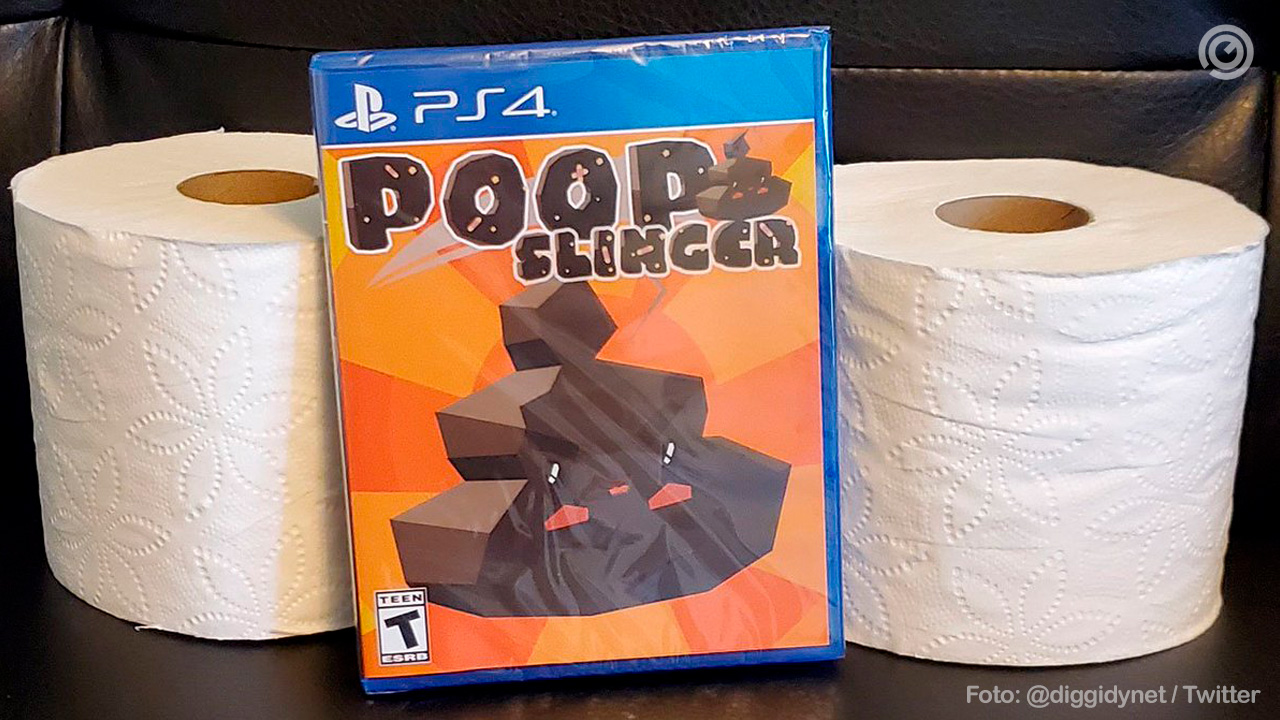 PS4
POOP
SLINGER
TEEN
T
ESRB
Foto: @diggidynet / Twitter